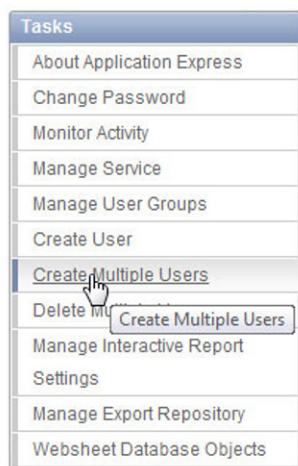 Tasks
About Application Express
Change Password
Monitor Activity
Manage Service
Manage User Groups
Create User
Create Multiple Users
Delete
Create Multiple Users
Manage Interactive Report
Settings
Manage Export Repository
Websheet Database Objects